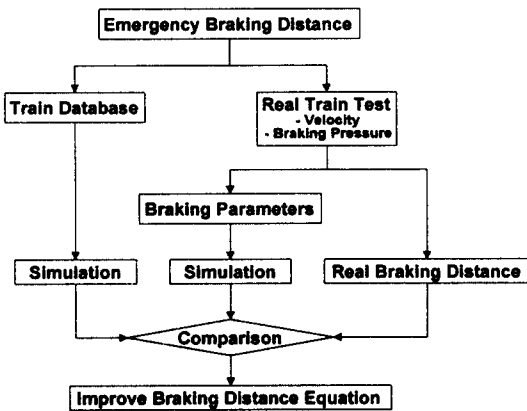 Emergency Braking Distance
Train Database
Real Train Test
- Velocity
- Braking Pressure
Braking Parameters
Simulation
Simulation
Real Braking Distance
Comparison
Improve Braking Distance Equation